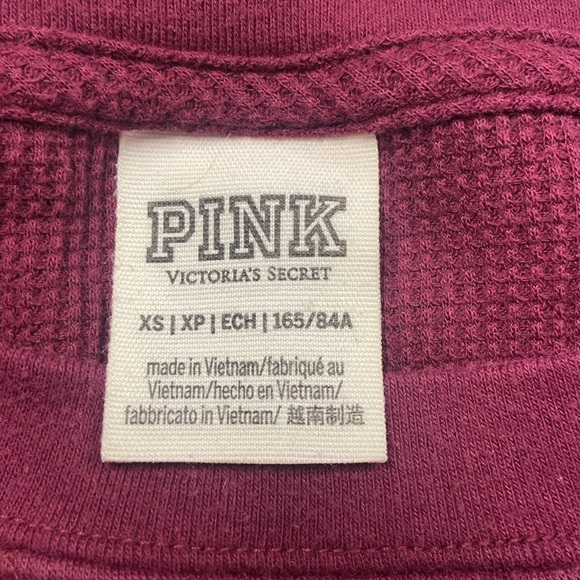 PINK
VICTORIA'S SECRET
XS | XP | ECH | 165/84A
made in Vietnam/fabriqué au
Vietnam/hecho en Vietnam/
fabbricato in Vietnam/ 越南制造